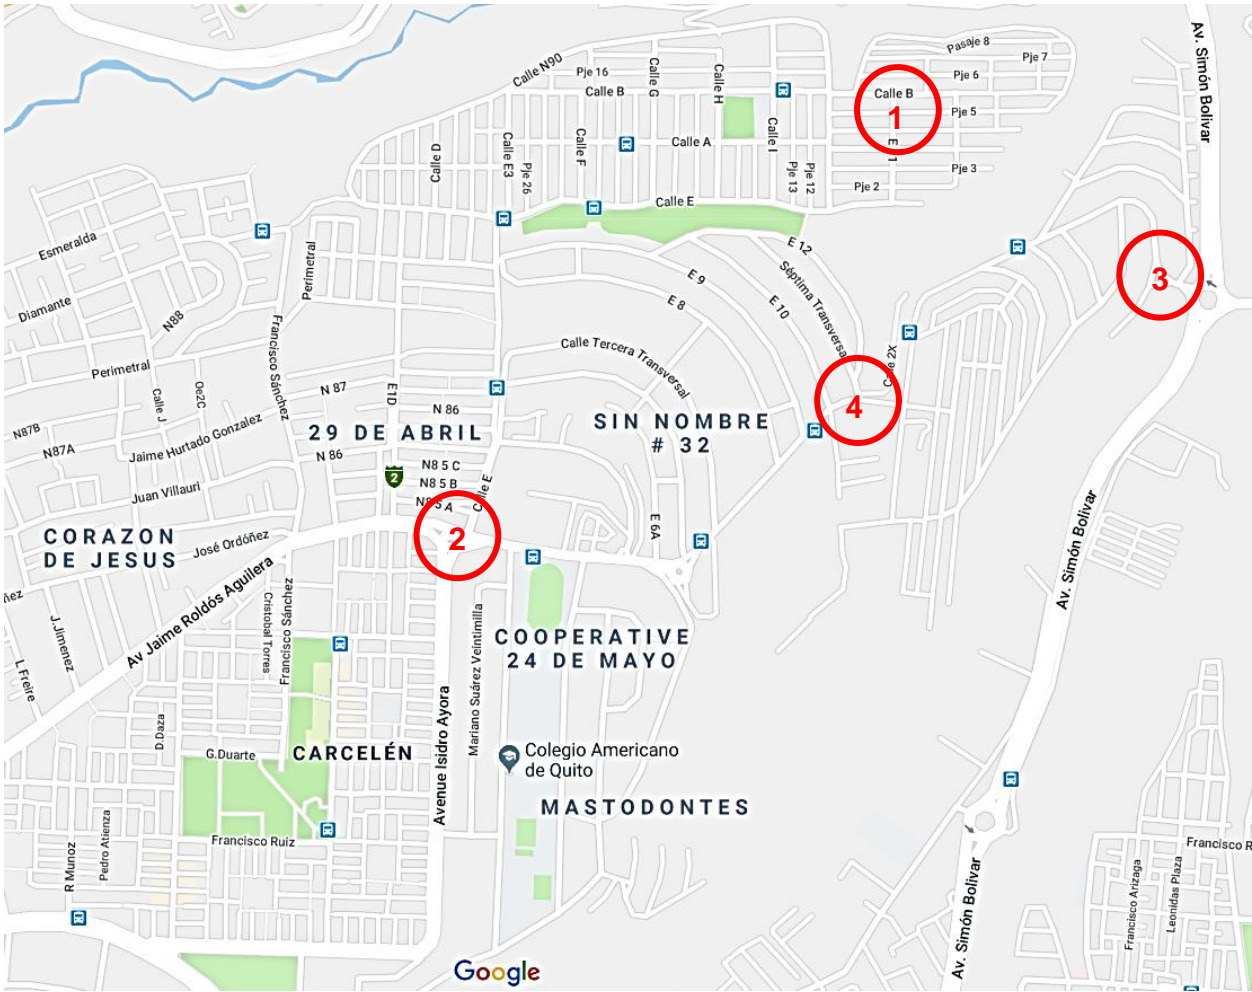 Pasaje 8
Pje 7
Calle N90
Pje 16
Calle G
Calle H
Pje 6
Calle B
Calle B
1
Pje 5
Av. Simón Bolivar
Calle D
Calle E3
Calle F
Calle A
Calle I
E
1
Pje 26
Pje 13
Pje 12
Pje 3
Pje 2
Calle E
Esmeralda
Perimetral
E 12
3
Diamante
N88
E 9
E 8
E 10
Séptima Transversal
Francisco Sánchez
Calle Tercera Transversal
Calle 2X
Perimetral
Calle J
Oe2C
N 87
E1D
N 86
4
N87B
N87A
Jaime Hurtado Gonzalez
29 DE ABRIL
SIN NOMBRE
# 32
N 86
N8 5 C
2
N8 5 B
Juan Villauri
N8 5 A
Calle E
CORAZON
DE JESUS
José Ordóñez
2
E 6A
Av. Simón Bolivar
ñez
J.Jimenez
Av Jaime Roldós Aguilera
Cristobal Torres
Francisco Sánchez
L Freire
Mariano Suárez Veintimilla
COOPERATIVE
24 DE MAYO
D.Daza
G.Duarte
CARCELÉN
Avenue Isidro Ayora
Colegio Americano
de Quito
MASTODONTES
R Munoz
Pedro Atienza
Francisco Ruiz
Francisco R
Av. Simón Bolivar
Francisco Arizaga
Leonidas Plaza
Google